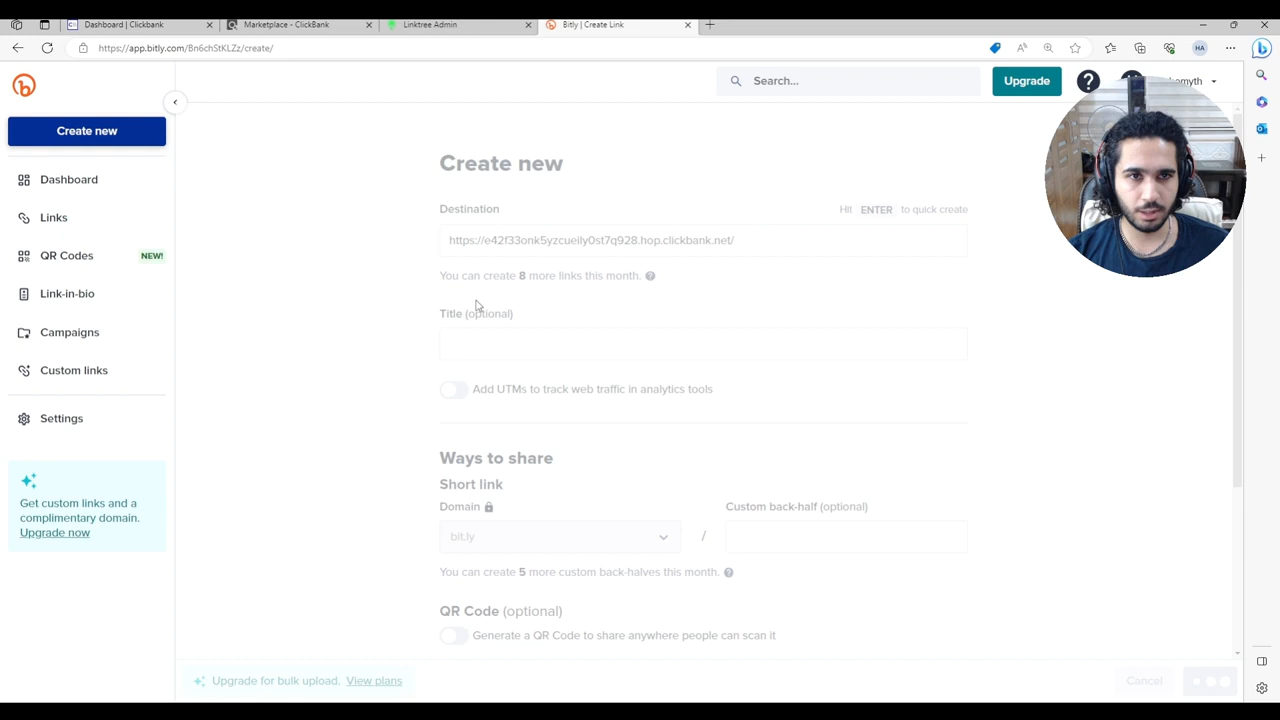 Dashboard | Clickbank
Marketplace - ClickBank
Linktree Admin
Bitly | Create Link
https://app.bitly.com/Bn6chStKLZz/create/
HA
Search...
Upgrade
Create new
Dashboard
Links
QR Codes NEW!
Link-in-bio
Campaigns
Custom links
Settings
Get custom links and a
complimentary domain.
Upgrade now
Create new
Destination
Hit ENTER to quick create
https://e42f33onk5yzcueily0st7q928.hop.clickbank.net/
You can create 8 more links this month.
Title (optional)
Add UTMs to track web traffic in analytics tools
Ways to share
Short link
Domain
Custom back-half (optional)
bit.ly
/
You can create 5 more custom back-halves this month.
QR Code (optional)
Generate a QR Code to share anywhere people can scan it
Upgrade for bulk upload. View plans
Cancel